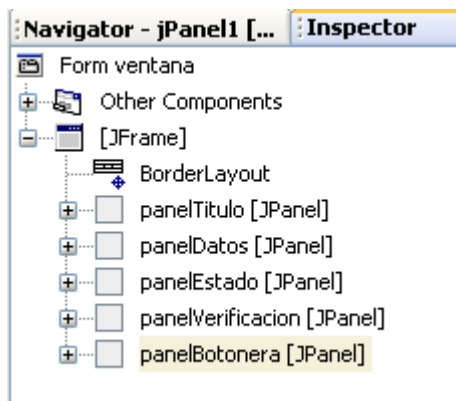 Navigator - jPanel1 [... Inspector
Form ventana
Other Components
[JFrame]
BorderLayout
panelTitulo [JPanel]
panelDatos [JPanel]
panelEstado [JPanel]
panelVerificacion [JPanel]
panelBotonera [JPanel]